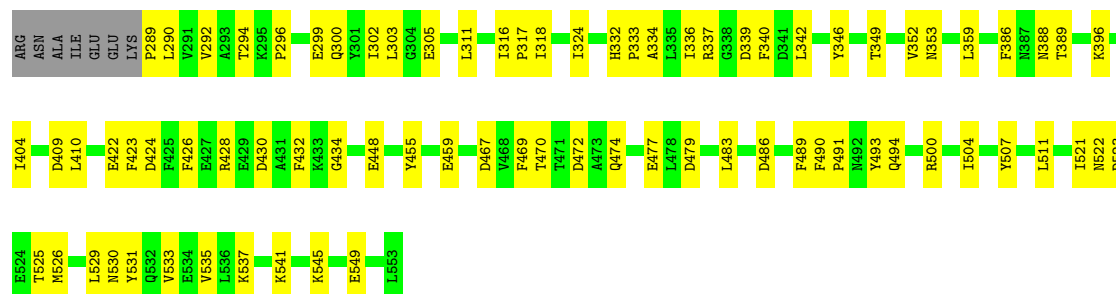 ARG ASN ALA ILE GLU GLU LYS P289 L290 V291 V292 A293 T294 K295 P296 E299 Q300 Y301 I302 L303 G304 E305 L311 I316 P317 I318 I324 H332 P333 A334 L335 I336 R337 G338 D339 F340 D341 L342 Y346 T349 V352 N353 L359 F386 N387 N388 T389 K396
I404 D409 L410 E422 F423 D424 F425 F426 E427 R428 E429 D430 A431 F432 K433 G434 E448 Y455 E459 D467 V468 F469 T470 T471 D472 A473 Q474 E477 L478 D479 L483 D486 F489 F490 P491 N492 Y493 Q494 R500 I504 Y507 L511 I521 N522
E524 T525 M526 L529 N530 Y531 Q532 V533 E534 V535 L536 K537 K541 K545 E549 L553